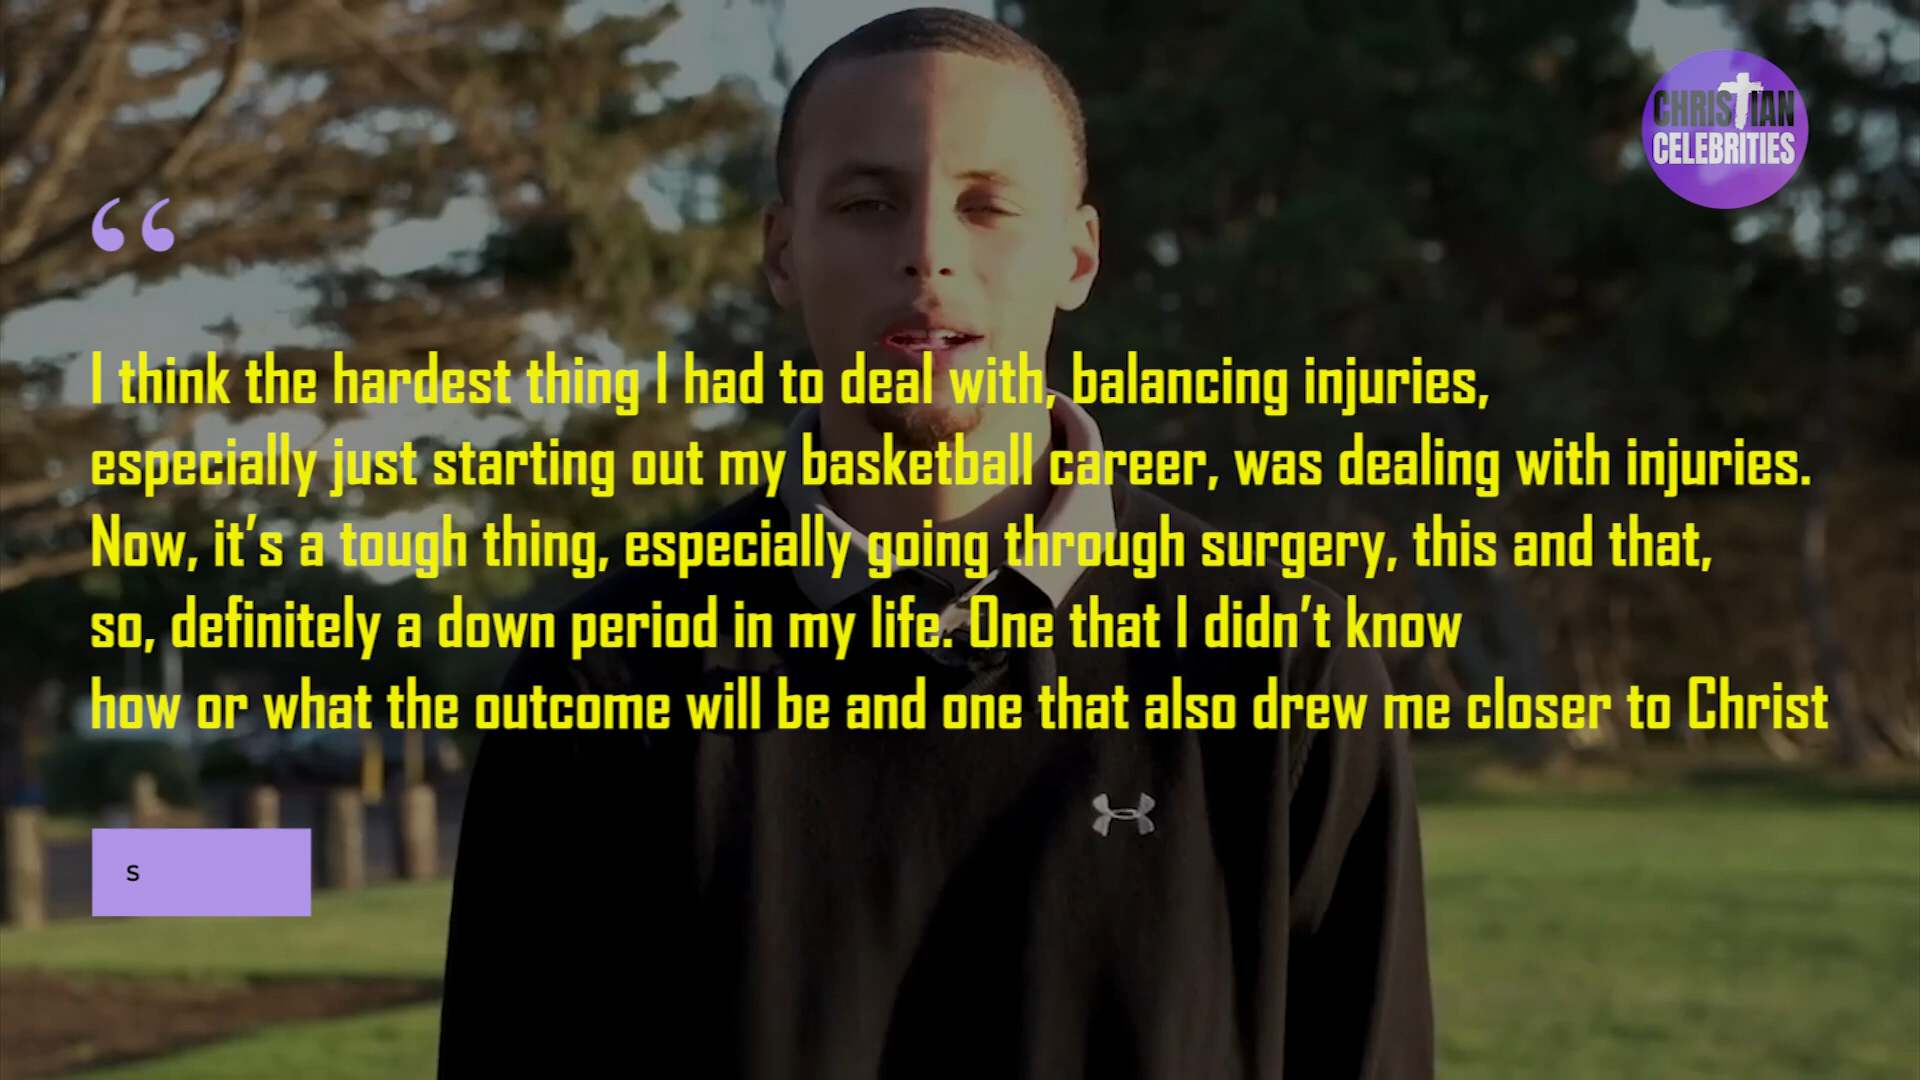 CHRISTIAN
CELEBRITIES
“
I think the hardest thing I had to deal with, balancing injuries,
especially just starting out my basketball career, was dealing with injuries.
Now, it’s a tough thing, especially going through surgery, this and that,
so, definitely a down period in my life. One that I didn’t know
how or what the outcome will be and one that also drew me closer to Christ
s